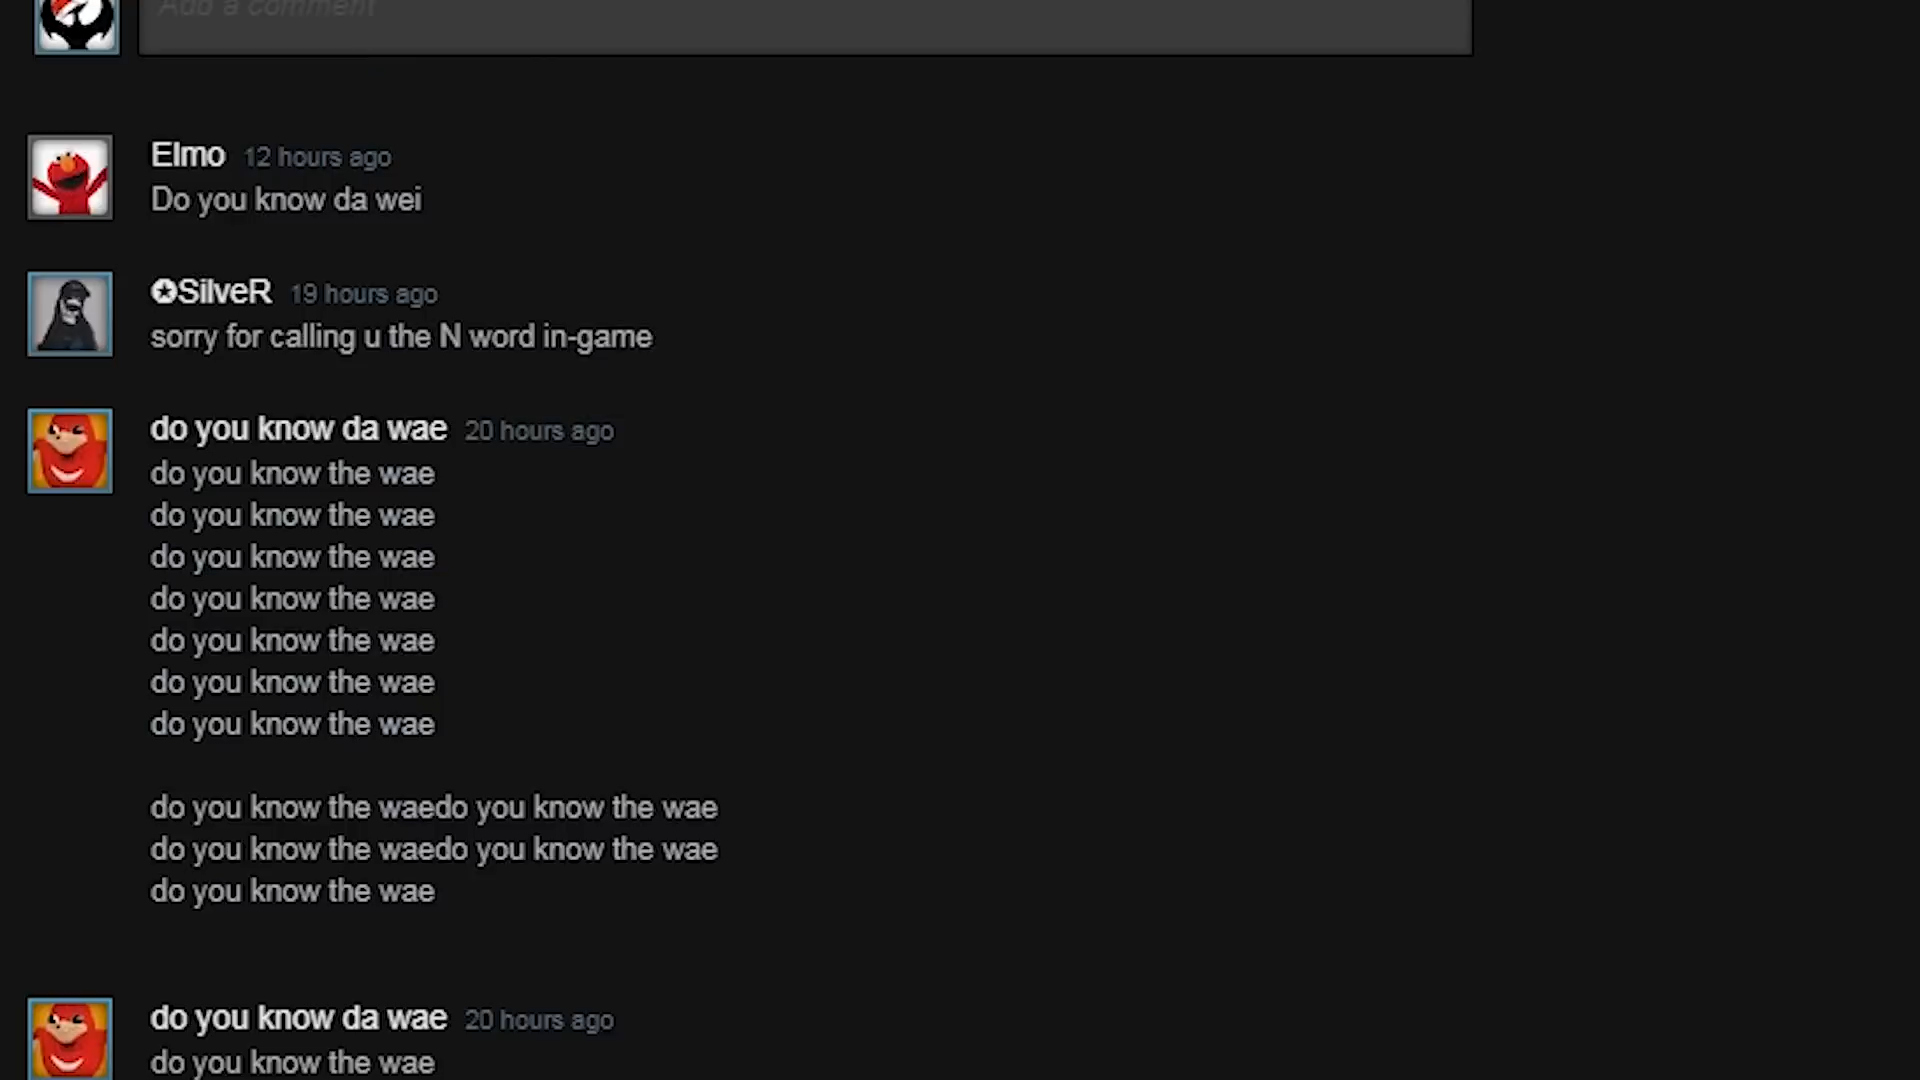 Add a comment
Elmo 12 hours ago
Do you know da wei
✪SilveR 19 hours ago
sorry for calling u the N word in-game
do you know da wae 20 hours ago
do you know the wae
do you know the wae
do you know the wae
do you know the wae
do you know the wae
do you know the wae
do you know the wae
do you know the waedo you know the wae
do you know the waedo you know the wae
do you know the wae
do you know da wae 20 hours ago
do you know the wae